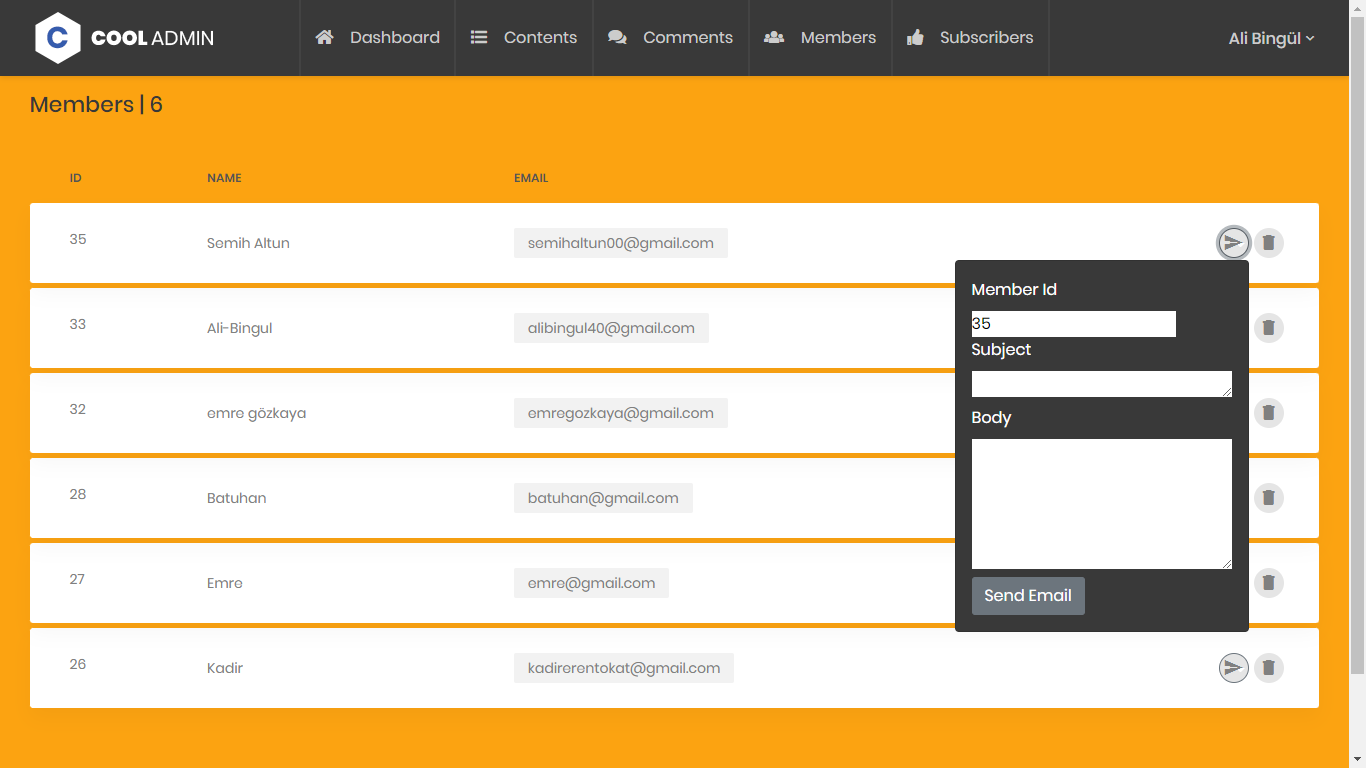 C COOL ADMIN Dashboard Contents Comments Members Subscribers Ali Bingül
Members | 6
ID NAME EMAIL
35 Semih Altun semihaltun00@gmail.com
33 Ali-Bingul alibingul40@gmail.com
32 emre gözkaya emregozkaya@gmail.com
28 Batuhan batuhan@gmail.com
27 Emre emre@gmail.com
26 Kadir kadirerentokat@gmail.com
Member Id
35
Subject
Body
Send Email